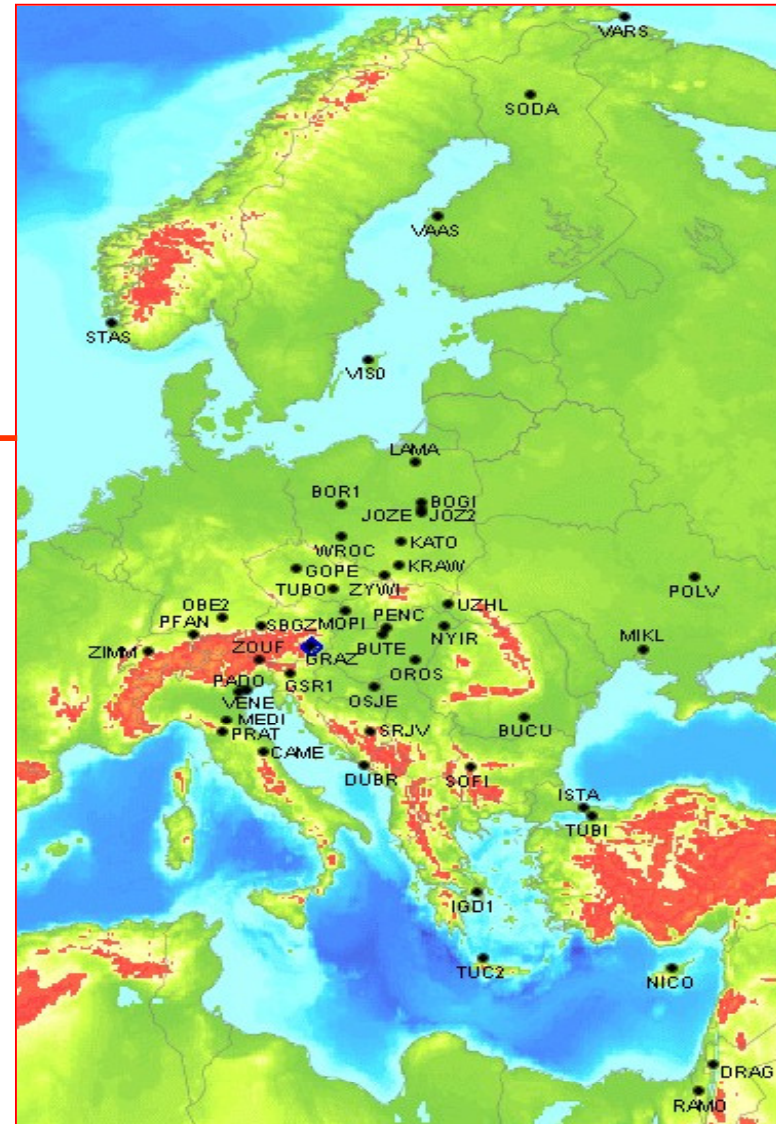 VARS
SODA
VAAS
STAS
VIS0
LAMA
BOR1
BOGI
JOZE
JOZ2
WROC
KATO
GOPE
KRAW
TUBO
ZYWI
POLV
OBE2
UZHL
PFAN
SBGZ
MOPI
PENC
NYIR
MIKL
ZIMM
ZOUF
GRAZ
BUTE
OROS
PADO
GSR1
OSJE
VENE
MEDI
BUCU
PRAT
SRJV
CAME
DUBR
SOFI
ISTA
TUBI
IGD1
TUC2
NICO
DRAG
RAMO